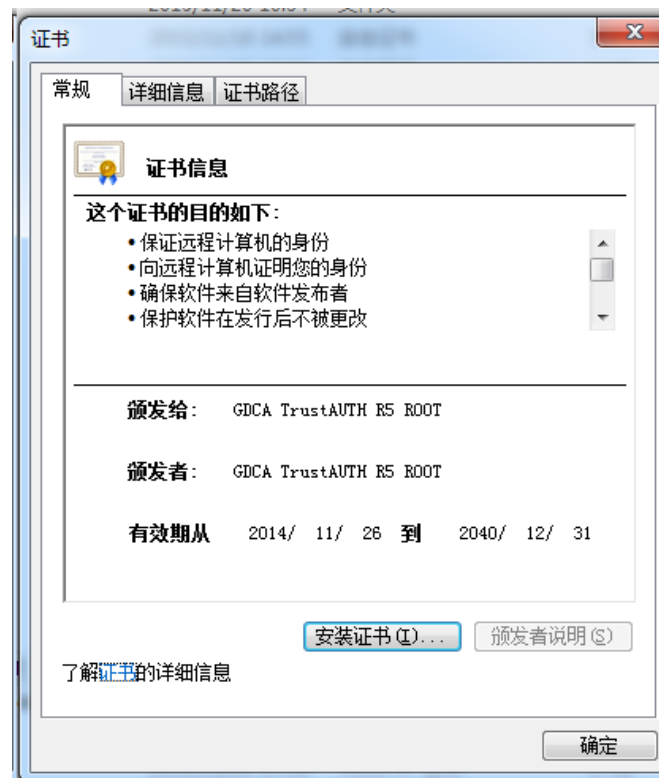 证书
常规 详细信息 证书路径
证书信息
这个证书的目的如下:
•保证远程计算机的身份
•向远程计算机证明您的身份
•确保软件来自软件发布者
•保护软件在发行后不被更改
颁发给: GDCA TrustAUTH R5 ROOT
颁发者: GDCA TrustAUTH R5 ROOT
有效期从 2014/ 11/ 26 到 2040/ 12/ 31
安装证书(I)... 颁发者说明(S)
了解证书的详细信息
确定